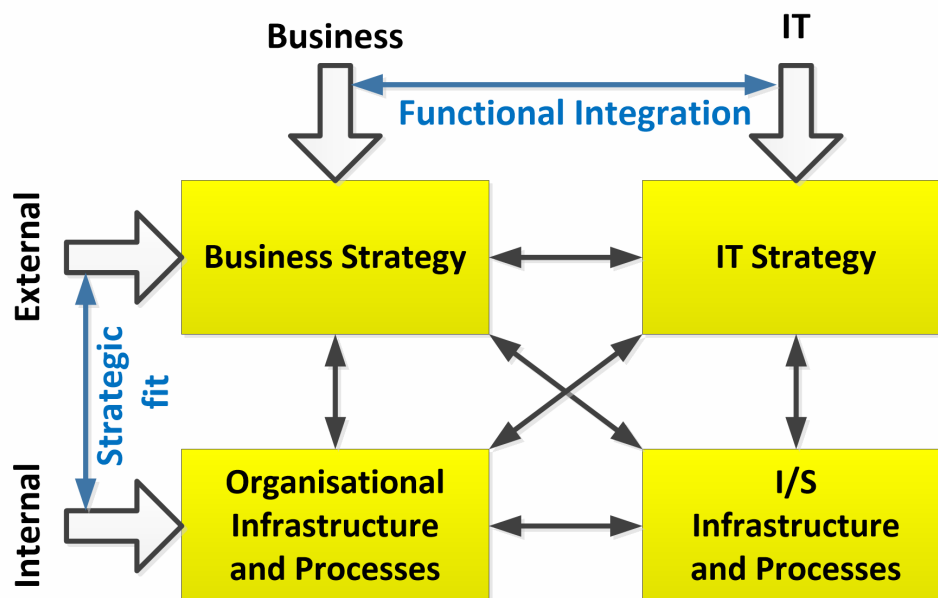 Business
IT
Functional Integration
External
Business Strategy
IT Strategy
Strategic
fit
Internal
Organisational
Infrastructure
and Processes
I/S
Infrastructure
and Processes